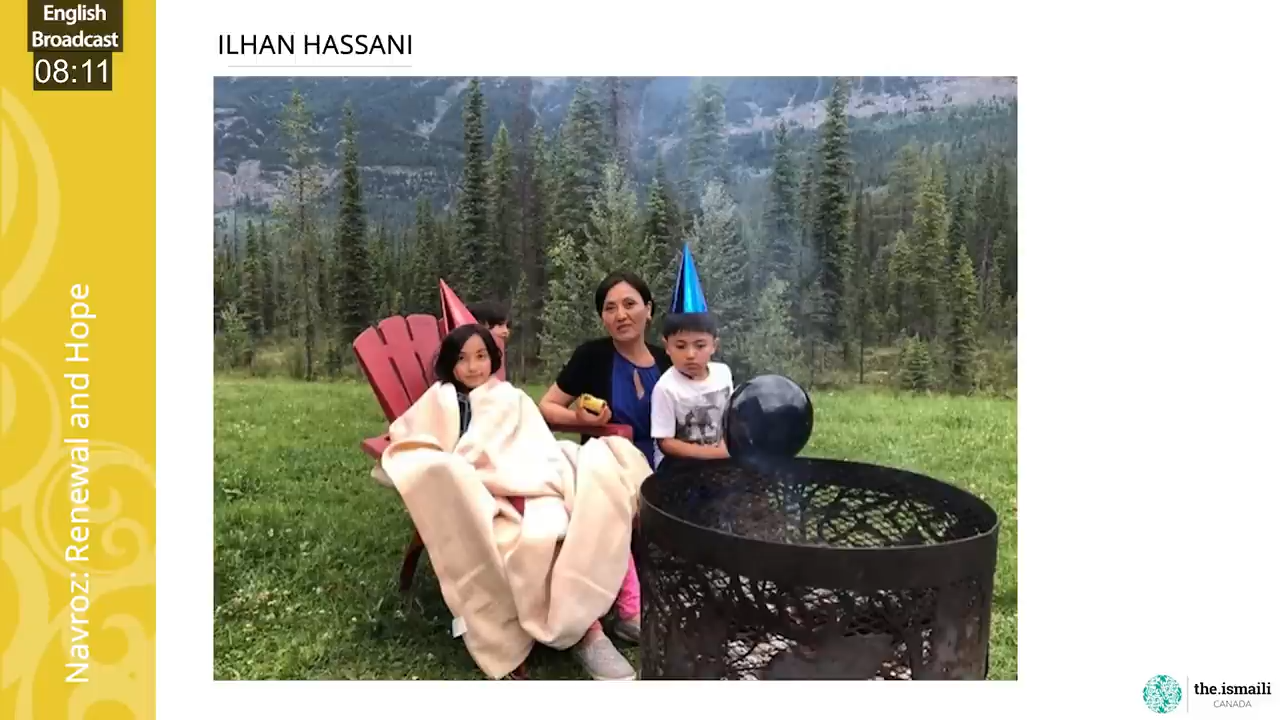 English
Broadcast
08:11
ILHAN HASSANI
Navroz: Renewal and Hope
the.ismaili
CANADA